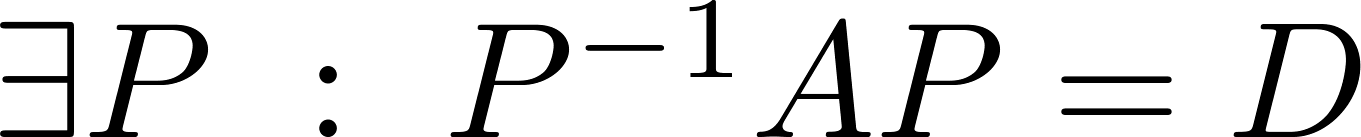 ∃P : P⁻¹AP = D